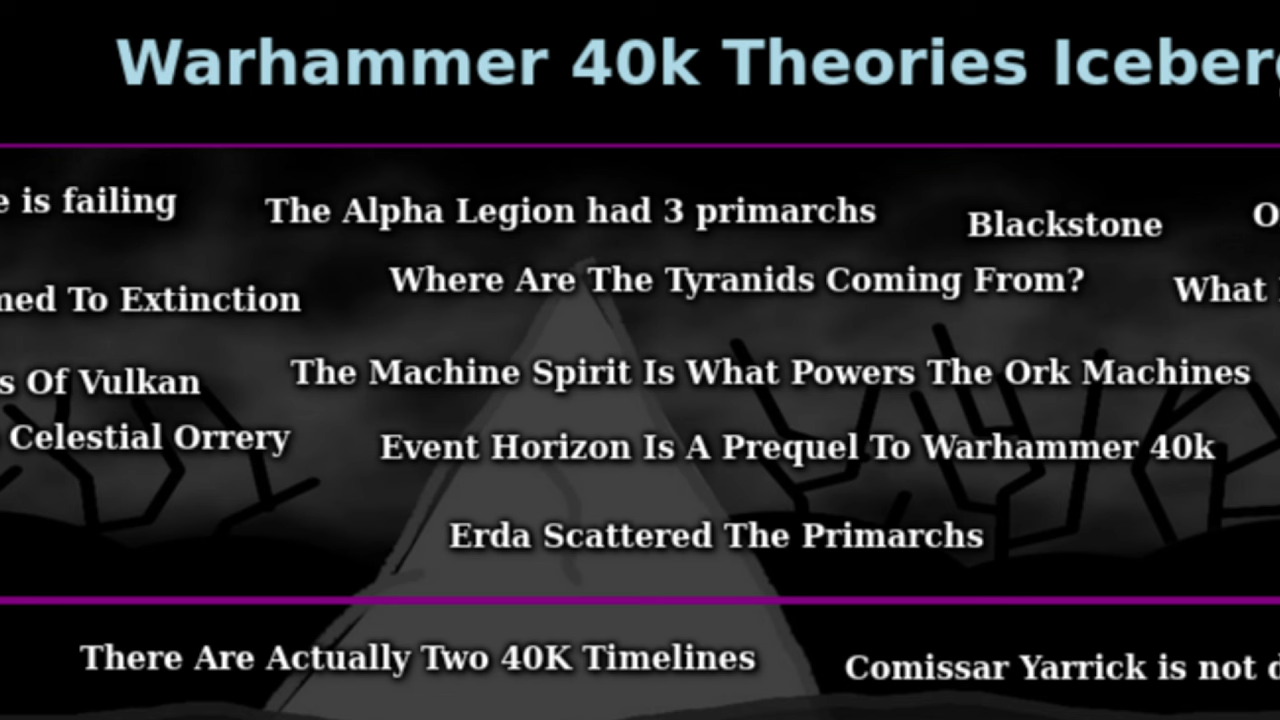 Warhammer 40k Theories Iceberg
e is failing
The Alpha Legion had 3 primarchs
Blackstone
O
Where Are The Tyranids Coming From?
med To Extinction
What
The Machine Spirit Is What Powers The Ork Machines
s Of Vulkan
Celestial Orrery
Event Horizon Is A Prequel To Warhammer 40k
Erda Scattered The Primarchs
There Are Actually Two 40K Timelines
Comissar Yarrick is not d